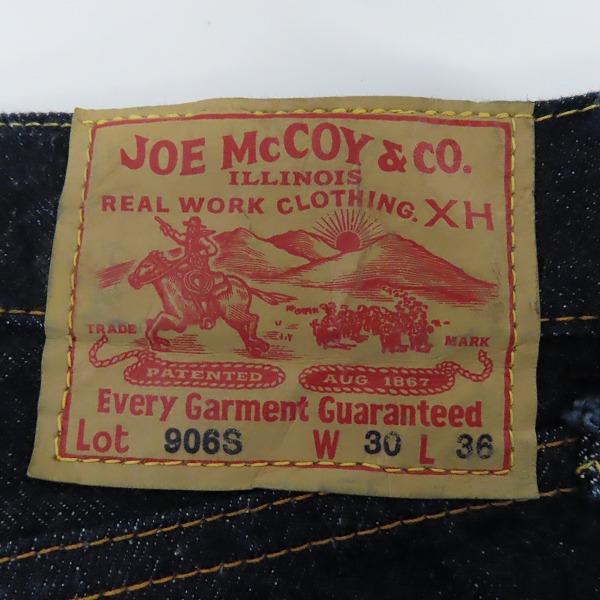 JOE McCOY & CO.
ILLINOIS
REAL WORK CLOTHING. XH
TRADE MARK
PATENTED AUG 1867
Every Garment Guaranteed
Lot 906S W 30 L 36